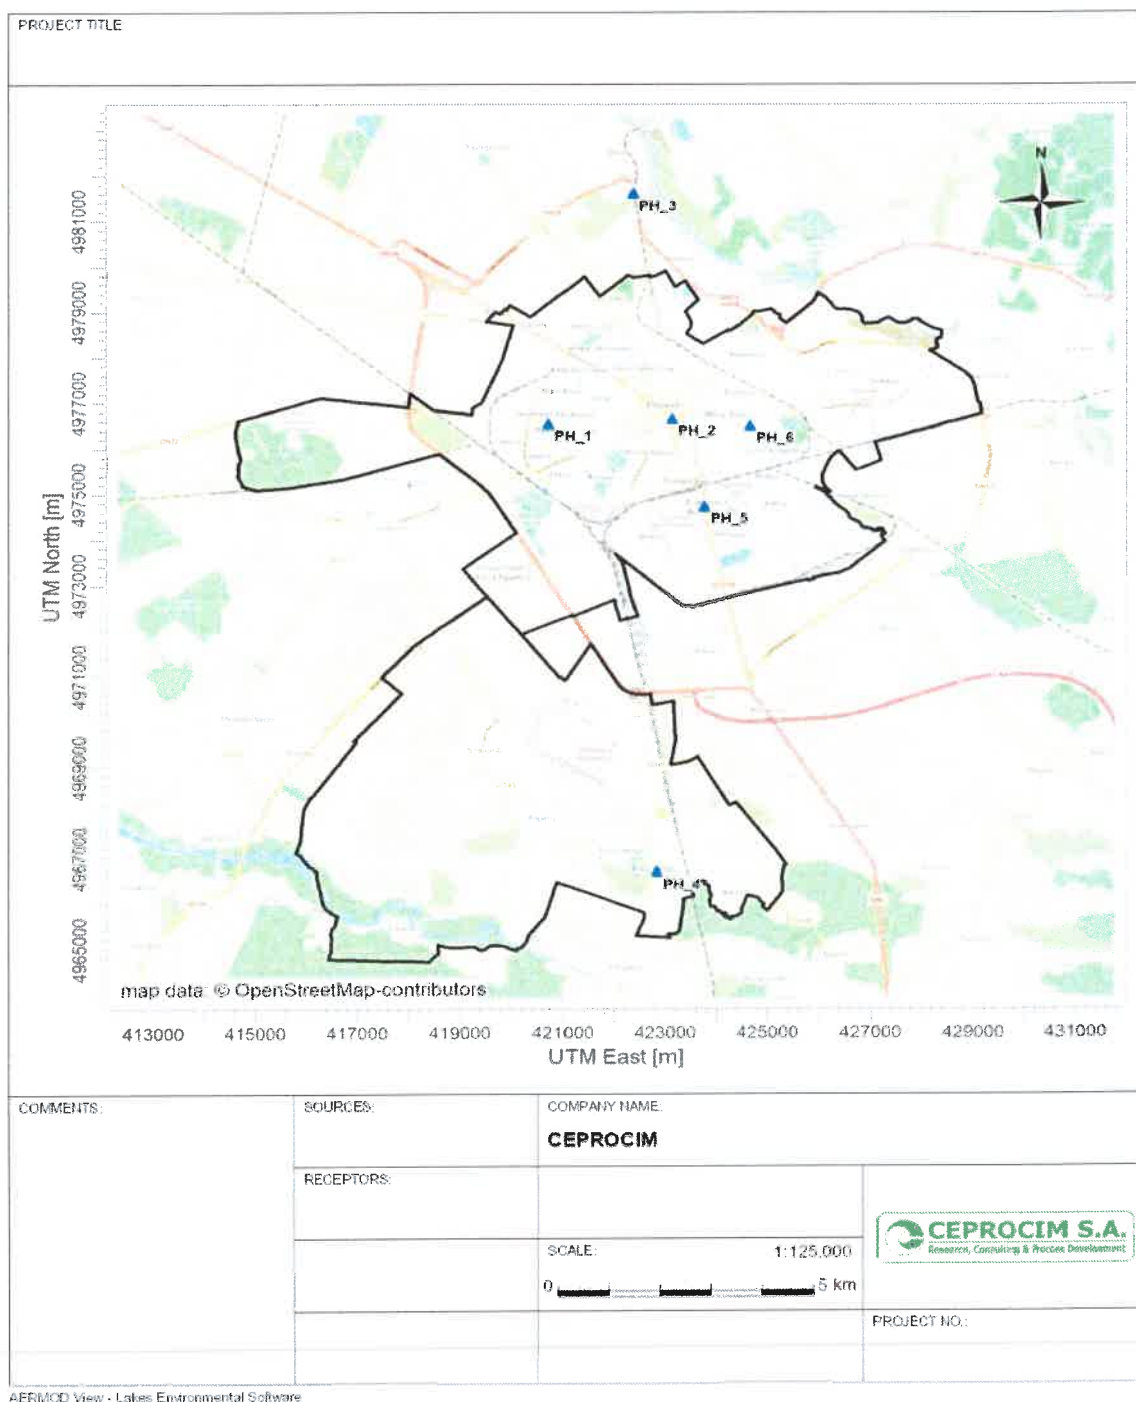 PROJECT TITLE
N
PH_3
PH_1
PH_2
PH_6
PH_5
PH_4
UTM North [m]
4981000
4979000
4977000
4975000
4973000
4971000
4969000
4967000
4965000
map data: © OpenStreetMap-contributors
413000 415000 417000 419000 421000 423000 425000 427000 429000 431000
UTM East [m]
COMMENTS:
SOURCES:
COMPANY NAME:
CEPROCIM
RECEPTORS:
CEPROCIM S.A.
Research, Consulting & Process Development
SCALE: 1:125,000
0 5 km
PROJECT NO.:
AERMOD View - Lakes Environmental Software